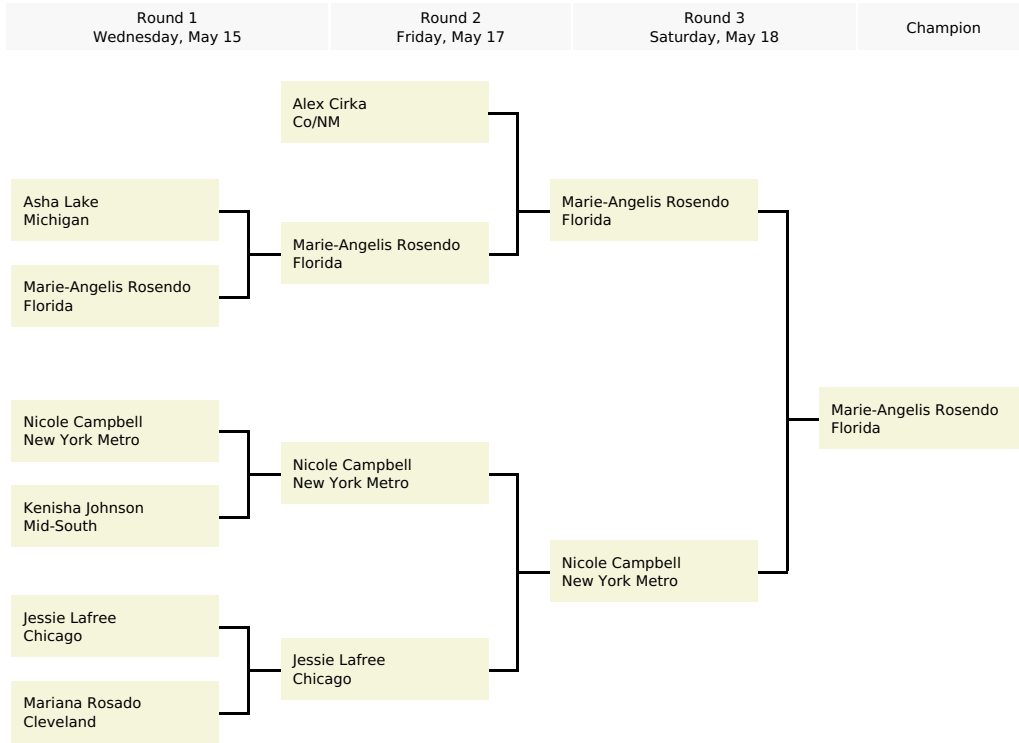 Round 1
Wednesday, May 15
Round 2
Friday, May 17
Round 3
Saturday, May 18
Champion
Alex Cirka
Co/NM
Asha Lake
Michigan
Marie-Angelis Rosendo
Florida
Marie-Angelis Rosendo
Florida
Marie-Angelis Rosendo
Florida
Nicole Campbell
New York Metro
Kenisha Johnson
Mid-South
Nicole Campbell
New York Metro
Marie-Angelis Rosendo
Florida
Nicole Campbell
New York Metro
Jessie Lafree
Chicago
Mariana Rosado
Cleveland
Jessie Lafree
Chicago